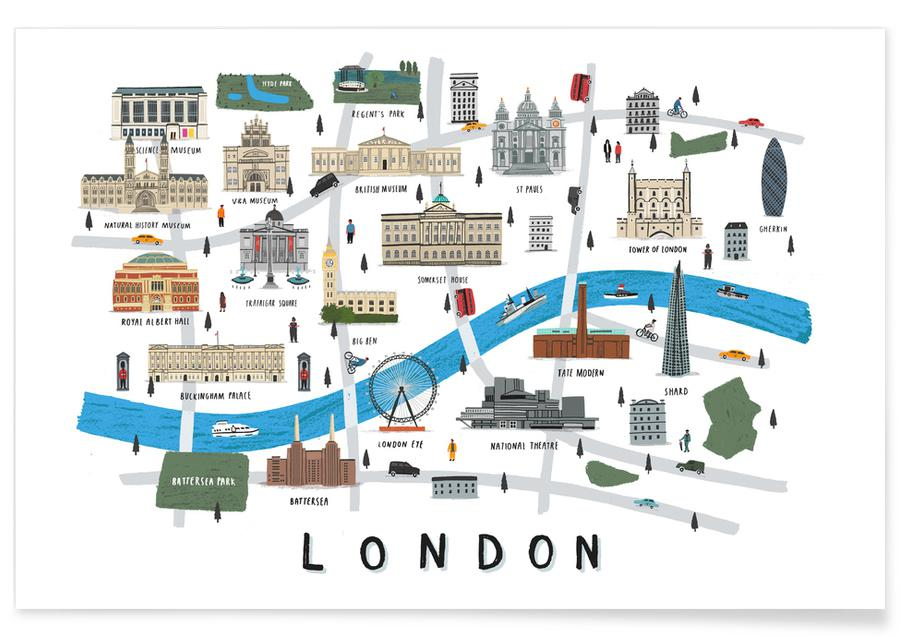 HYDE PARK
REGENT'S PARK
SCIENCE MUSEUM
V&A MUSEUM
BRITISH MUSEUM
ST PAULS
NATURAL HISTORY MUSEUM
GHERKIN
TOWER OF LONDON
SOMERSET HOUSE
TRAFALGAR SQUARE
ROYAL ALBERT HALL
BIG BEN
TATE MODERN
BUCKINGHAM PALACE
SHARD
LONDON EYE
NATIONAL THEATRE
BATTERSEA PARK
BATTERSEA
LONDON